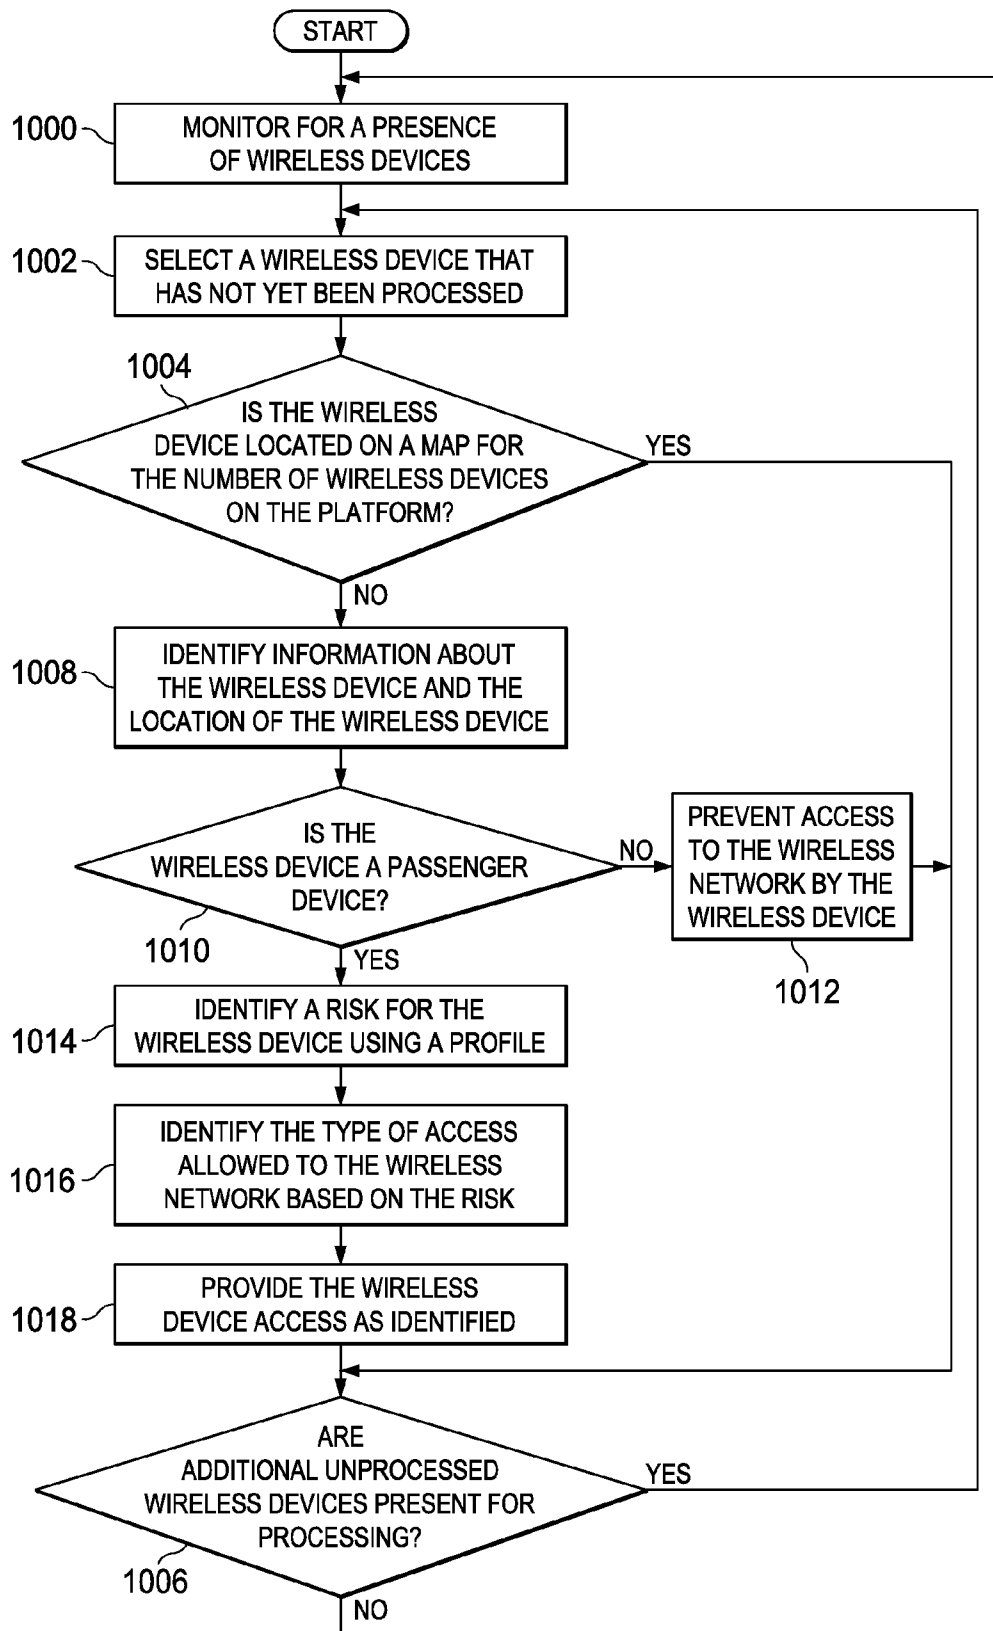 START
1000
MONITOR FOR A PRESENCE
OF WIRELESS DEVICES
1002
SELECT A WIRELESS DEVICE THAT
HAS NOT YET BEEN PROCESSED
1004
IS THE WIRELESS
DEVICE LOCATED ON A MAP FOR
THE NUMBER OF WIRELESS DEVICES
ON THE PLATFORM?
YES
NO
1008
IDENTIFY INFORMATION ABOUT
THE WIRELESS DEVICE AND THE
LOCATION OF THE WIRELESS DEVICE
IS THE
WIRELESS DEVICE A PASSENGER
DEVICE?
1010
NO
PREVENT ACCESS
TO THE WIRELESS
NETWORK BY THE
WIRELESS DEVICE
1012
YES
1014
IDENTIFY A RISK FOR THE
WIRELESS DEVICE USING A PROFILE
1016
IDENTIFY THE TYPE OF ACCESS
ALLOWED TO THE WIRELESS
NETWORK BASED ON THE RISK
1018
PROVIDE THE WIRELESS
DEVICE ACCESS AS IDENTIFIED
ARE
ADDITIONAL UNPROCESSED
WIRELESS DEVICES PRESENT FOR
PROCESSING?
YES
1006
NO